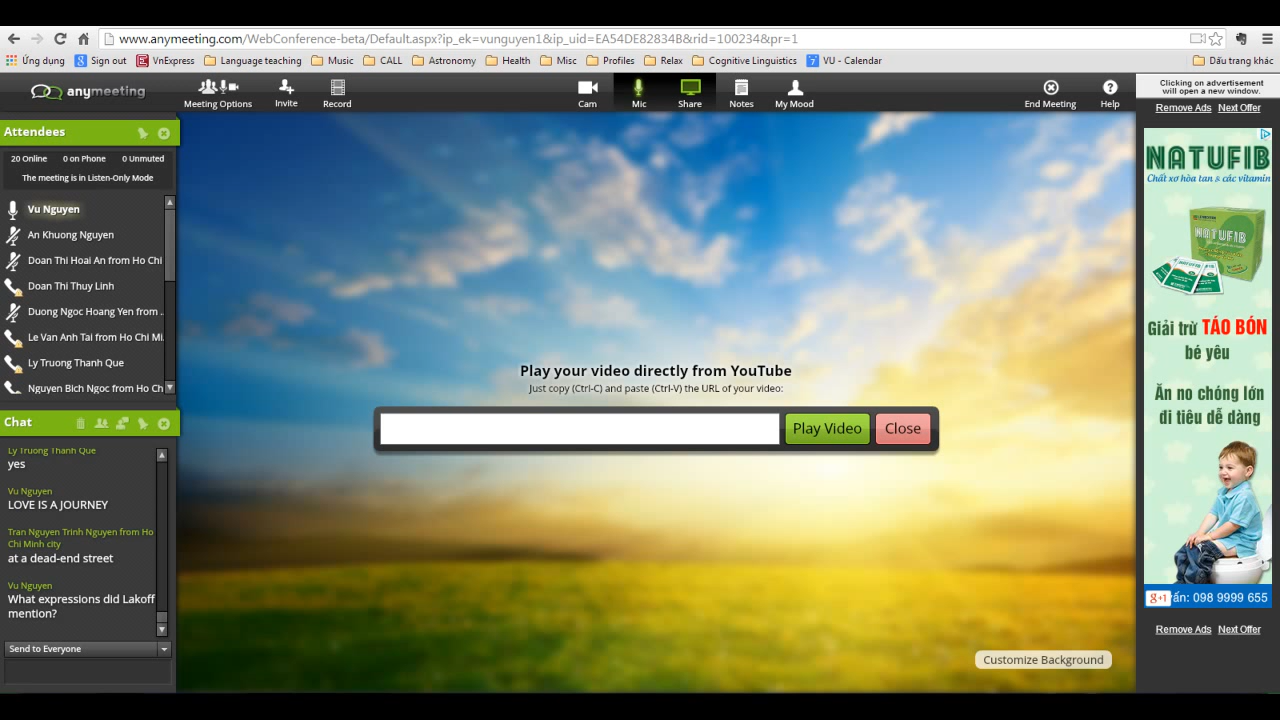 www.anymeeting.com/WebConference-beta/Default.aspx?ip_ek=vunguyen1&ip_uid=EA54DE82834B&rid=100234&pr=1
Ứng dụng Sign out VnExpress Language teaching Music CALL Astronomy Health Misc Profiles Relax Cognitive Linguistics 7 VU - Calendar Dấu trang khác
anymeeting
Meeting Options Invite Record Cam Mic Share Notes My Mood End Meeting Help
Clicking on advertisement
will open a new window.
Remove Ads Next Offer
Attendees
20 Online 0 on Phone 0 Unmuted
The meeting is in Listen-Only Mode
Vu Nguyen
An Khuong Nguyen
Doan Thi Hoai An from Ho Chi
Doan Thi Thuy Linh
Duong Ngoc Hoang Yen from ..
Le Van Anh Tai from Ho Chi Mi.
Ly Truong Thanh Que
Nguyen Bich Ngoc from Ho Ch
Chat
Ly Truong Thanh Que
yes
Vu Nguyen
LOVE IS A JOURNEY
Tran Nguyen Trinh Nguyen from Ho
Chi Minh city
at a dead-end street
Vu Nguyen
What expressions did Lakoff
mention?
Send to Everyone
Play your video directly from YouTube
Just copy (Ctrl-C) and paste (Ctrl-V) the URL of your video:
Play Video Close
Customize Background
NATUFIB
Chất xơ hòa tan & các vitamin
NATUFIB
Giải trừ TÁO BÓN
bé yêu
Ăn no chóng lớn
đi tiêu dễ dàng
g+1 vấn: 098 9999 655
Remove Ads Next Offer